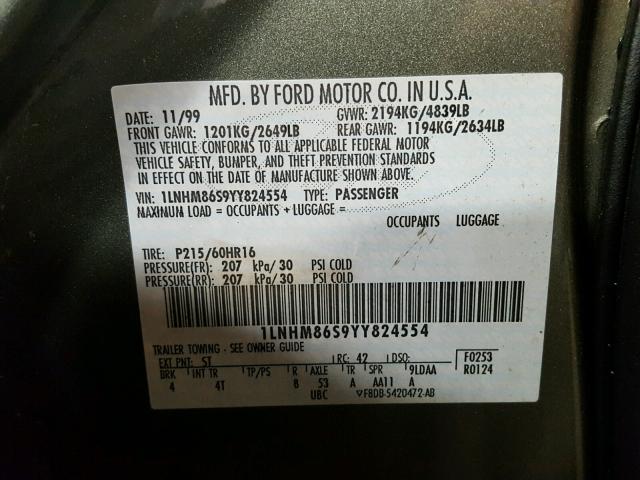 MFD. BY FORD MOTOR CO. IN U.S.A.
DATE: 11/99 GVWR: 2194KG/4839LB
FRONT GAWR: 1201KG/2649LB REAR GAWR: 1194KG/2634LB
THIS VEHICLE CONFORMS TO ALL APPLICABLE FEDERAL MOTOR
VEHICLE SAFETY, BUMPER, AND THEFT PREVENTION STANDARDS
IN EFFECT ON THE DATE OF MANUFACTURE SHOWN ABOVE.
VIN: 1LNHM86S9YY824554 TYPE: PASSENGER
MAXIMUM LOAD = OCCUPANTS + LUGGAGE =
OCCUPANTS LUGGAGE
TIRE: P215/60HR16
PRESSURE(FR) 207 kPa/30 PSI COLD
PRESSURE(RR) 207 kPa/30 PSI COLD
1LNHM86S9YY824554
TRAILER TOWING - SEE OWNER GUIDE
EXT PNT: ST RC: 42 DSO: F0253
BRK INT TR TP/PS R AXLE TR SPR 9LDAA R0124
4 4T 8 53 A AA11 A
UBC F8DB-5420472-AB